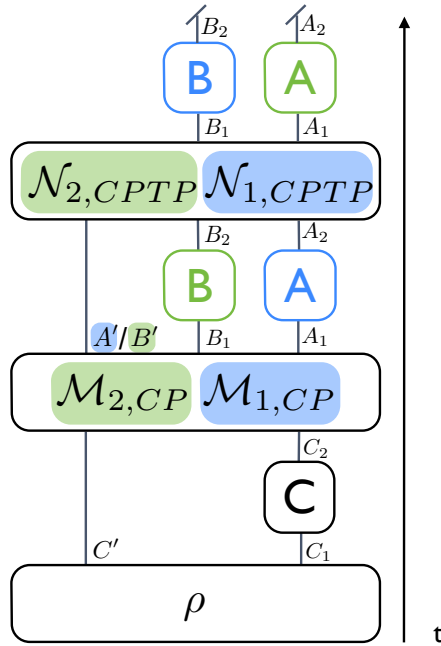 B₂ A₂
B A
B₁ A₁
𝒩₂,CPTP 𝒩₁,CPTP
B₂ A₂
B A
A′/B′ B₁ A₁
ℳ₂,CP ℳ₁,CP
C₂
C
C′ C₁
ρ
t